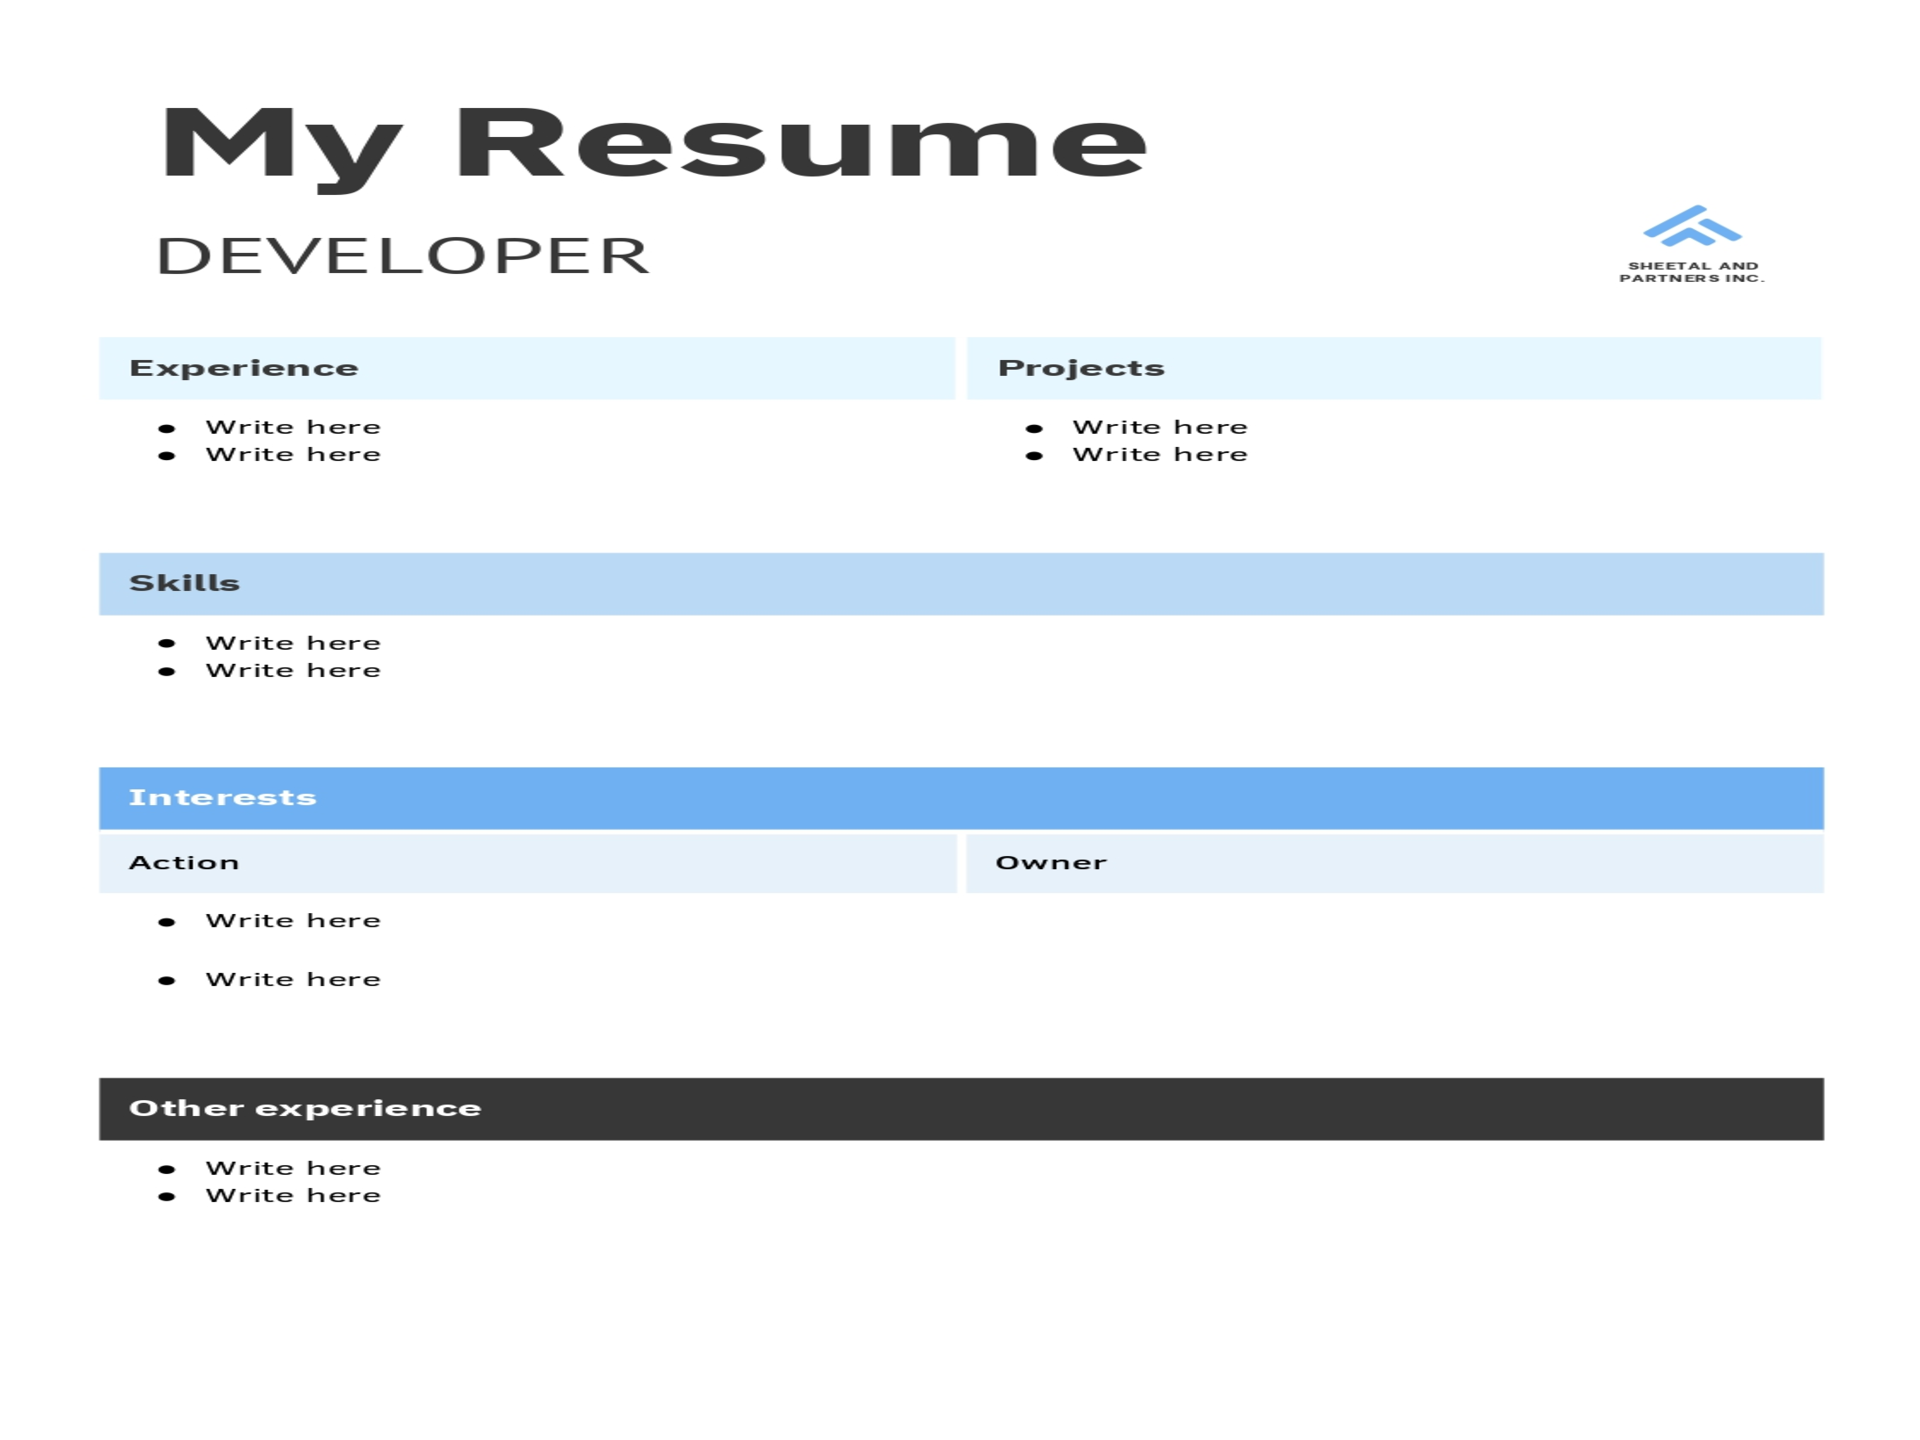 My Resume
DEVELOPER
SHEETAL AND
PARTNERS INC.
Experience
Write here
Write here
Projects
Write here
Write here
Skills
Write here
Write here
Interests
Action
Owner
Write here
Write here
Other experience
Write here
Write here